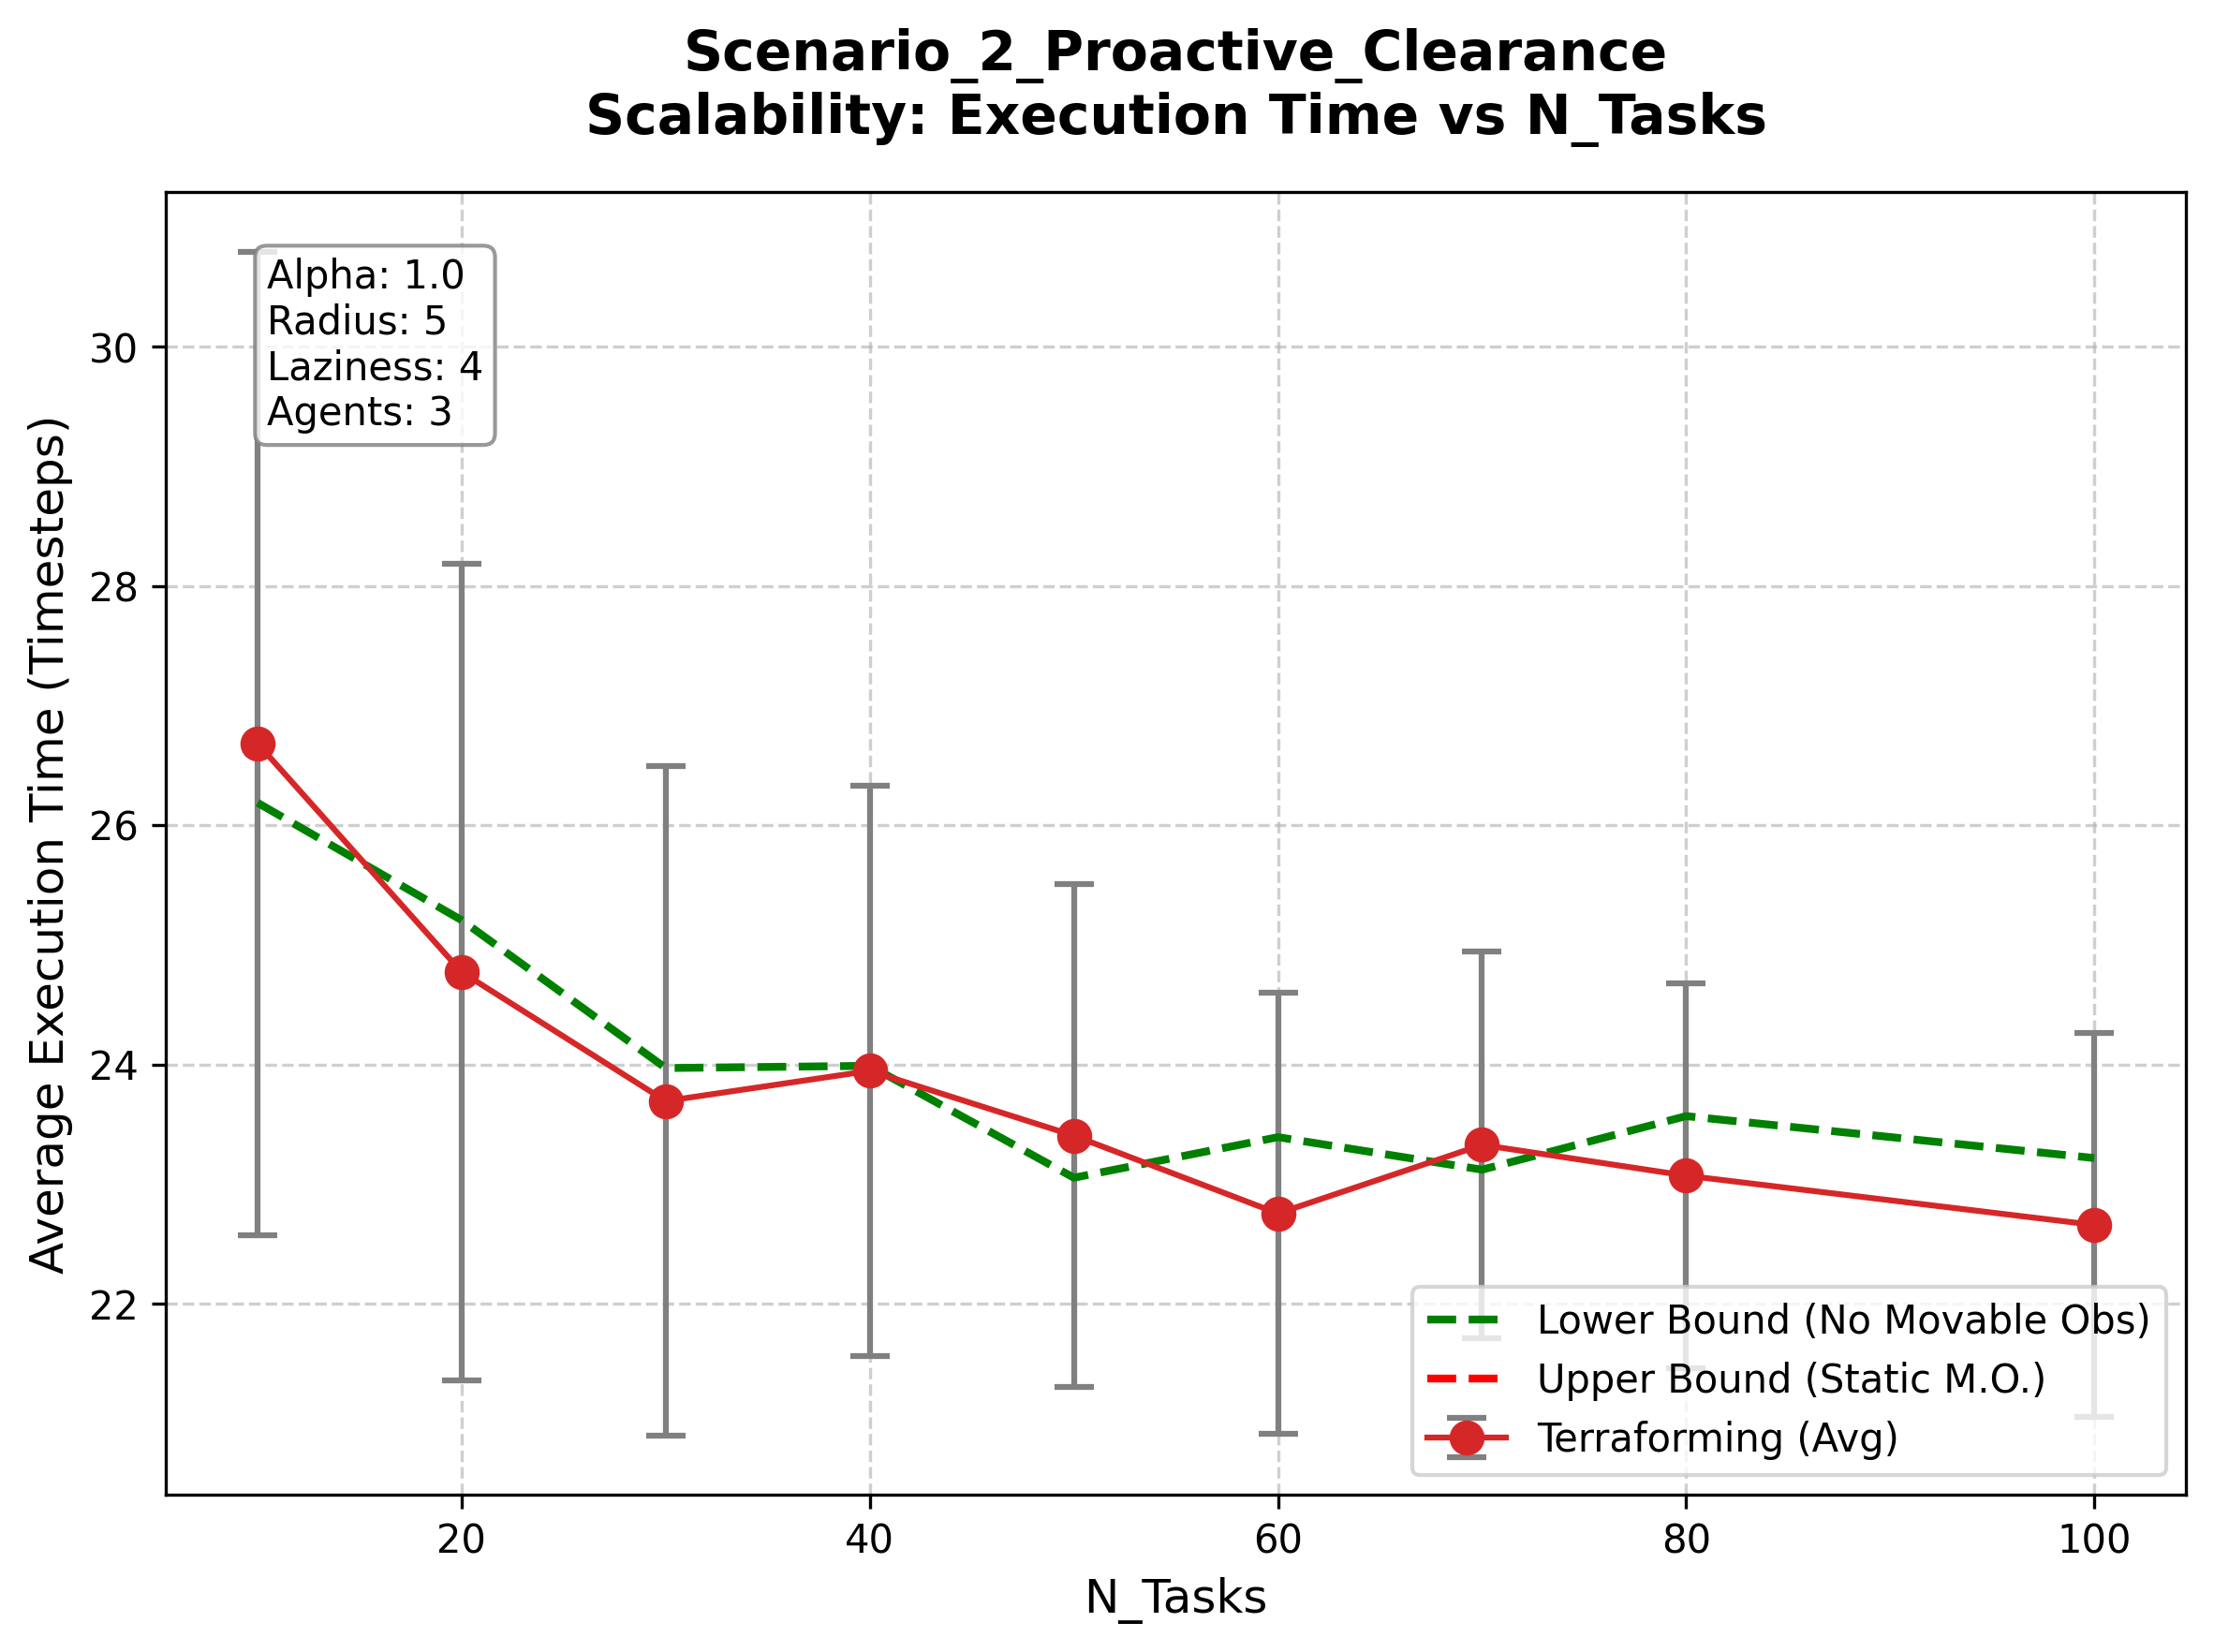 Scenario_2_Proactive_Clearance
Scalability: Execution Time vs N_Tasks
Alpha: 1.0
Radius: 5
Laziness: 4
Agents: 3
Average Execution Time (Timesteps)
30
28
26
24
22
Lower Bound (No Movable Obs)
Upper Bound (Static M.O.)
Terraforming (Avg)
20 40 60 80 100
N_Tasks